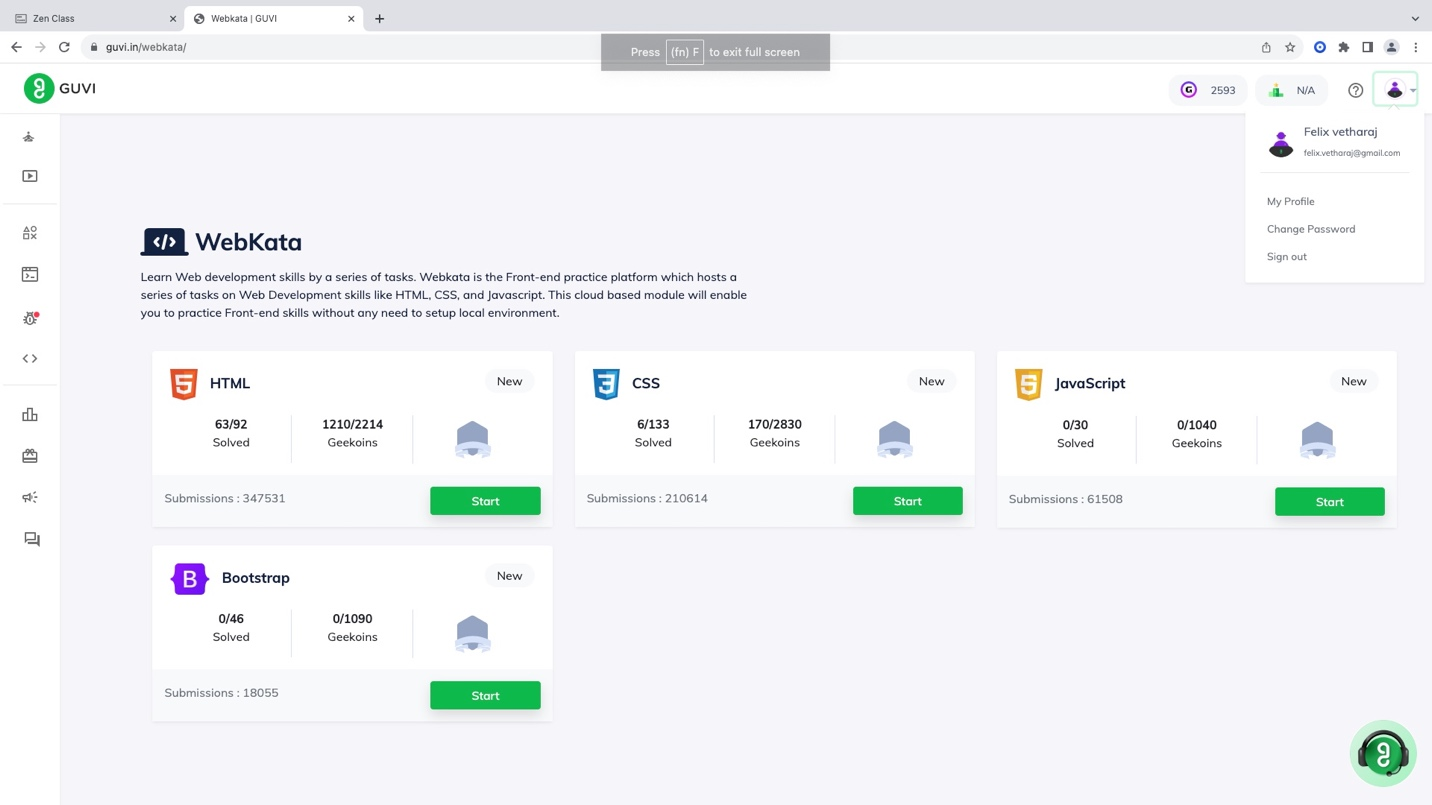 Zen Class
Webkata | GUVI
guvi.in/webkata/
Press (fn) F to exit full screen
GUVI
2593
N/A
Felix vetharaj
felix.vetharaj@gmail.com
My Profile
Change Password
Sign out
WebKata
Learn Web development skills by a series of tasks. Webkata is the Front-end practice platform which hosts a
series of tasks on Web Development skills like HTML, CSS, and Javascript. This cloud based module will enable
you to practice Front-end skills without any need to setup local environment.
HTML
New
63/92
Solved
1210/2214
Geekoins
Submissions : 347531
Start
CSS
New
6/133
Solved
170/2830
Geekoins
Submissions : 210614
Start
JavaScript
New
0/30
Solved
0/1040
Geekoins
Submissions : 61508
Start
Bootstrap
New
0/46
Solved
0/1090
Geekoins
Submissions : 18055
Start